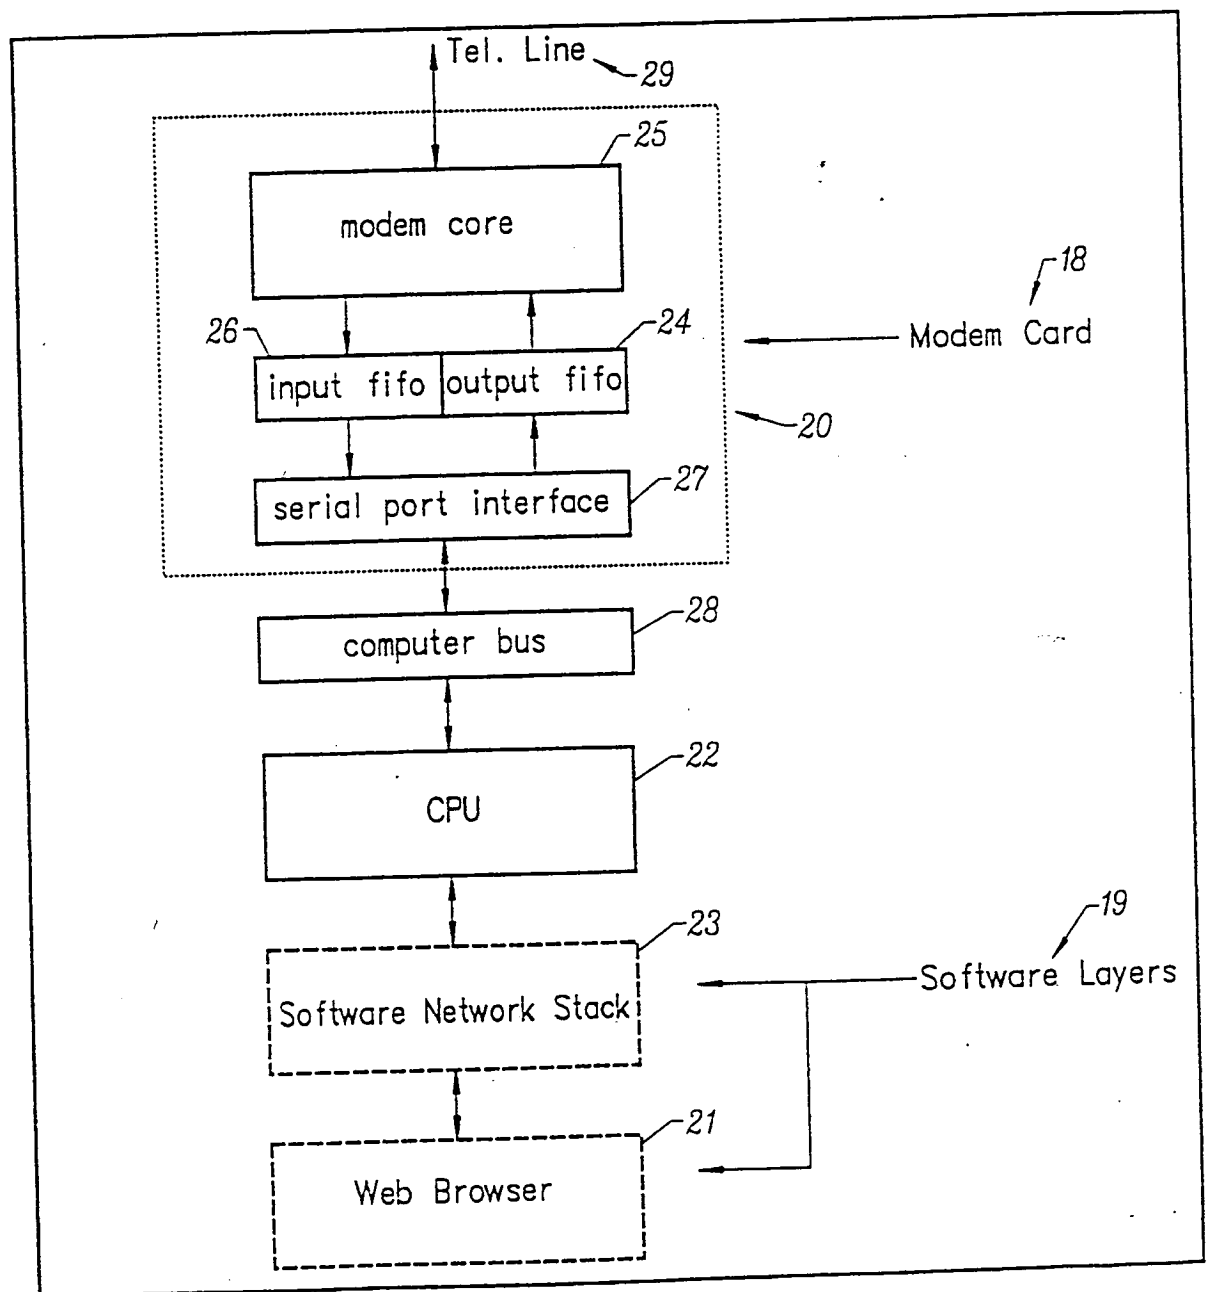 Tel. Line
29
25
modem core
18
26
24
Modem Card
input fifo
output fifo
20
27
serial port interface
28
computer bus
22
CPU
23
19
Software Layers
Software Network Stack
21
Web Browser